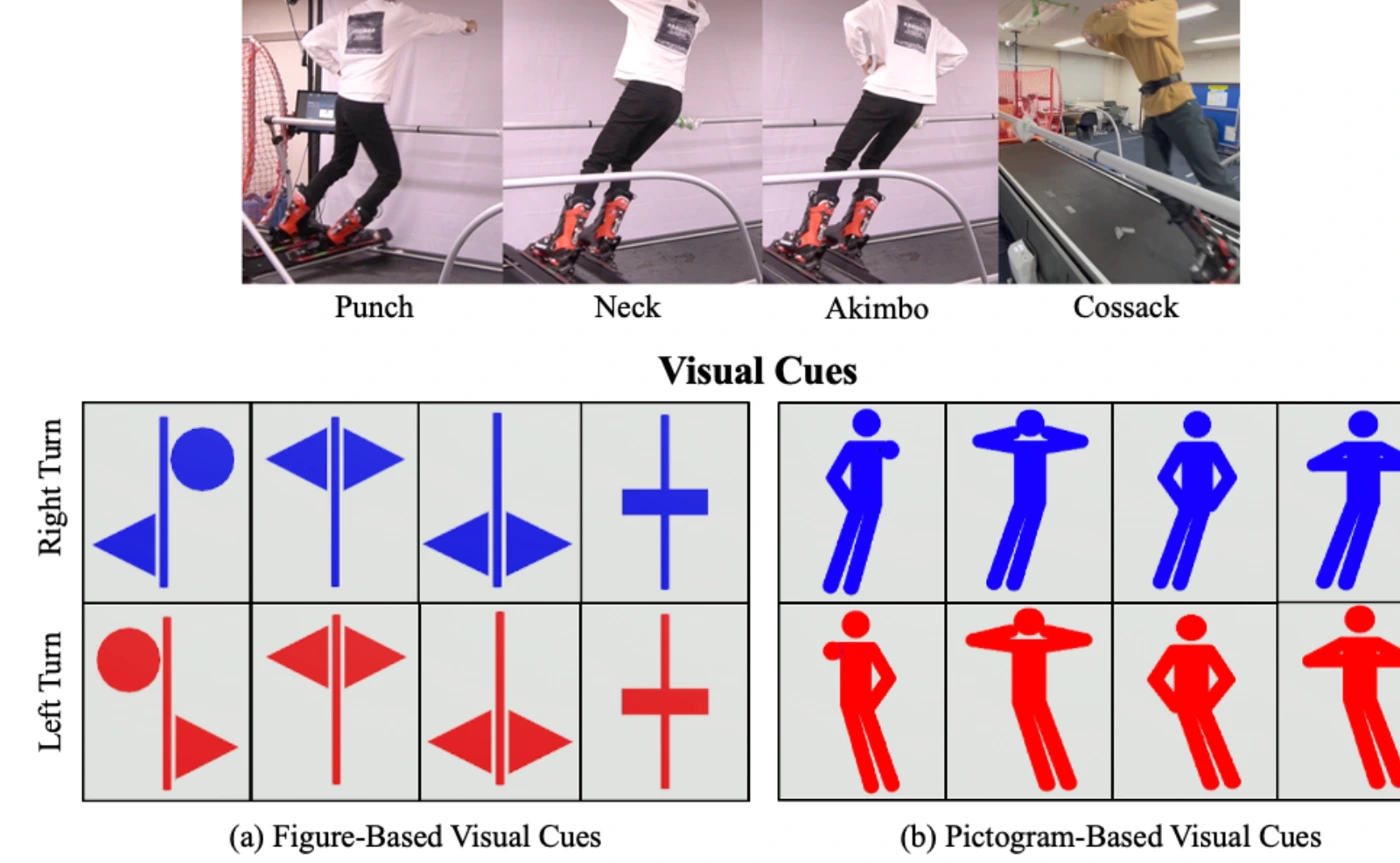 Punch
Neck
Akimbo
Cossack
Visual Cues
Right Turn
Left Turn
(a) Figure-Based Visual Cues
(b) Pictogram-Based Visual Cues